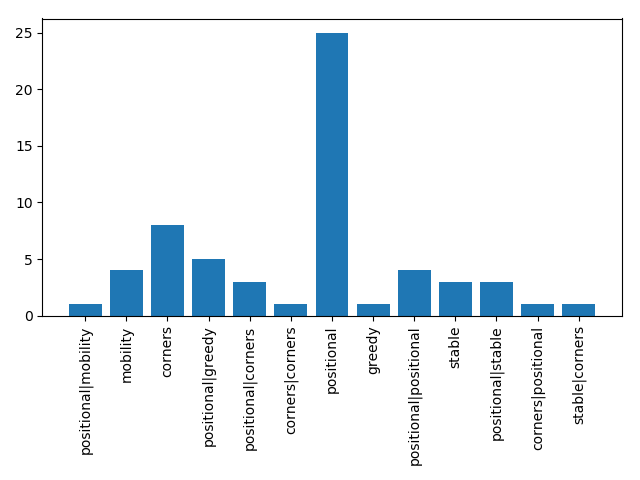 25
20
15
10
5
0
positional|mobility
mobility
corners
positional|greedy
positional|corners
corners|corners
positional
greedy
positional|positional
stable
positional|stable
corners|positional
stable|corners